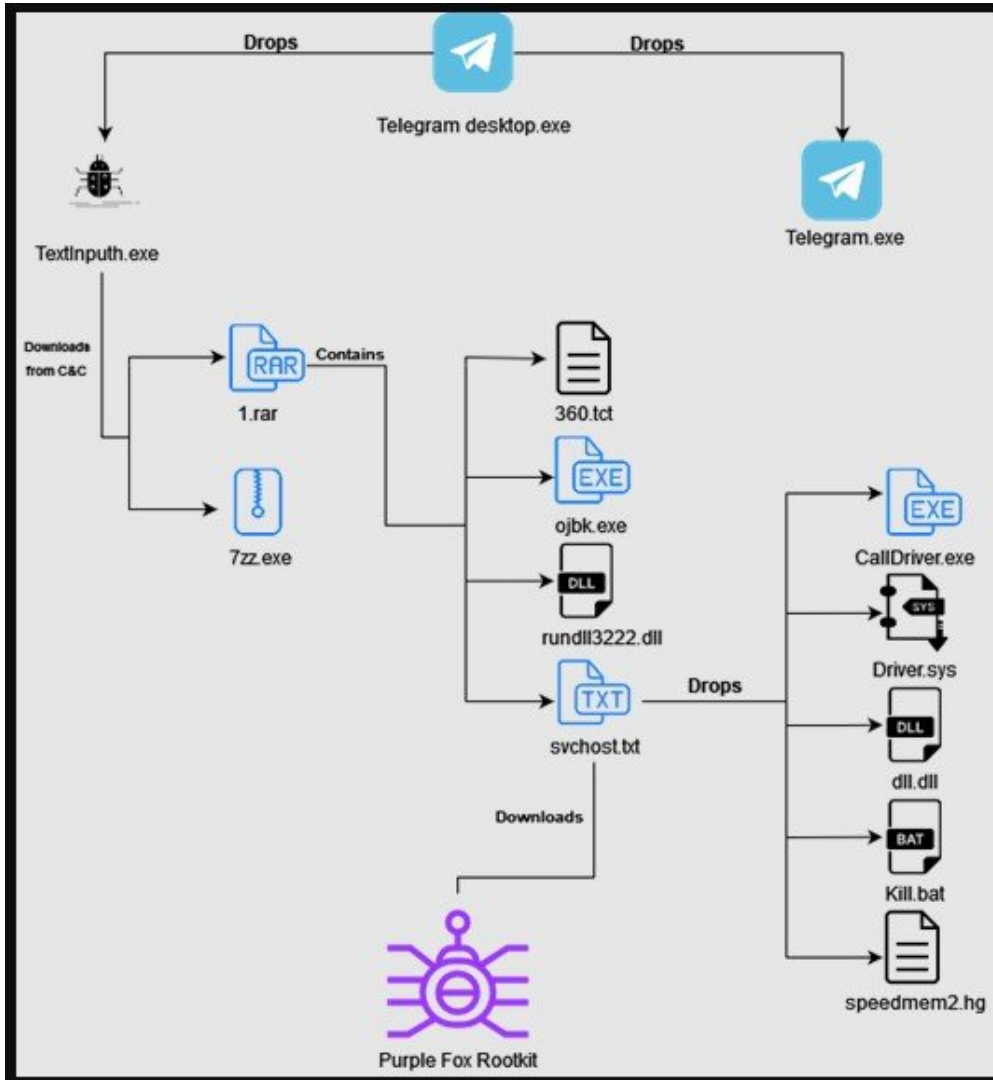 Drops
Drops
Telegram desktop.exe
TextInputh.exe
Telegram.exe
Downloads
from C&C
RAR
1.rar
Contains
7zz.exe
360.tct
EXE
ojbk.exe
DLL
rundll3222.dll
TXT
svchost.txt
Drops
EXE
CallDriver.exe
SYS
Driver.sys
DLL
dll.dll
BAT
Kill.bat
speedmem2.hg
Downloads
Purple Fox Rootkit